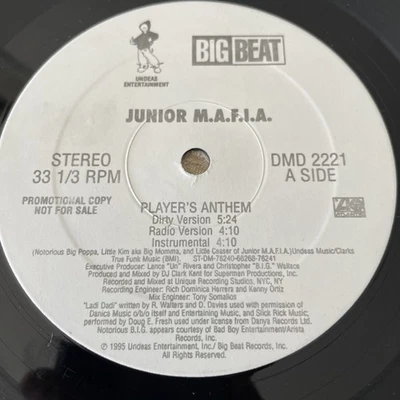 UNDEAS
ENTERTAINMENT
BIG BEAT
JUNIOR M.A.F.I.A.
STEREO
33 1/3 RPM
DMD 2221
A SIDE
PROMOTIONAL COPY
NOT FOR SALE
PLAYER'S ANTHEM
Dirty Version 5:24
Radio Version 4:10
Instrumental 4:10
(Notorious Big Poppa, Little Kim aka Big Momma, and Little Ceaser of Junior M.A.F.I.A.)Undeas Music/Clarks
True Funk Music (BMI). ST-DM-78240-66268-76241
Executive Producer: Lance "Un" Rivera and Christopher "B.I.G." Wallace
Produced and Mixed by DJ Clark Kent for Superman Productions, Inc.
Recorded and Mixed at Unique Recording Studios, NYC, NY
Recording Engineer: Rich Dominick Herrera and Kenny Ortiz
Mix Engineer: Tony Somalios
"Ladi Dadi" written by R. Walters and D. Davies used with permission of
Danica Music o/b/o itself and Entertaining Music, and Slick Rick Music,
performed by Doug E. Fresh used under license from Danya Records Ltd.
Notorious B.I.G. appears courtesy of Bad Boy Entertainment/Arista
Records, Inc.
© 1995 Undeas Entertainment, Inc./ Big Beat Records, Inc.